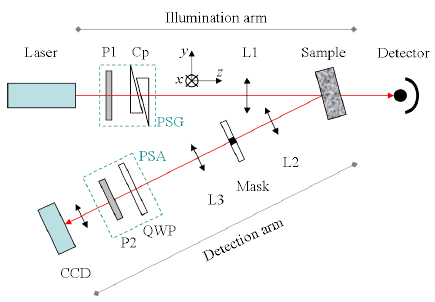 Illumination arm
Laser
P1
Cp
y
x
z
L1
Sample
Detector
PSG
PSA
L2
Mask
L3
QWP
P2
CCD
Detection arm